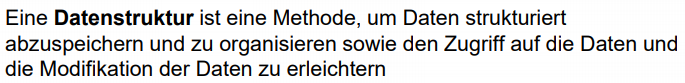 Eine Datenstruktur ist eine Methode, um Daten strukturiert
abzuspeichern und zu organisieren sowie den Zugriff auf die Daten und
die Modifikation der Daten zu erleichtern